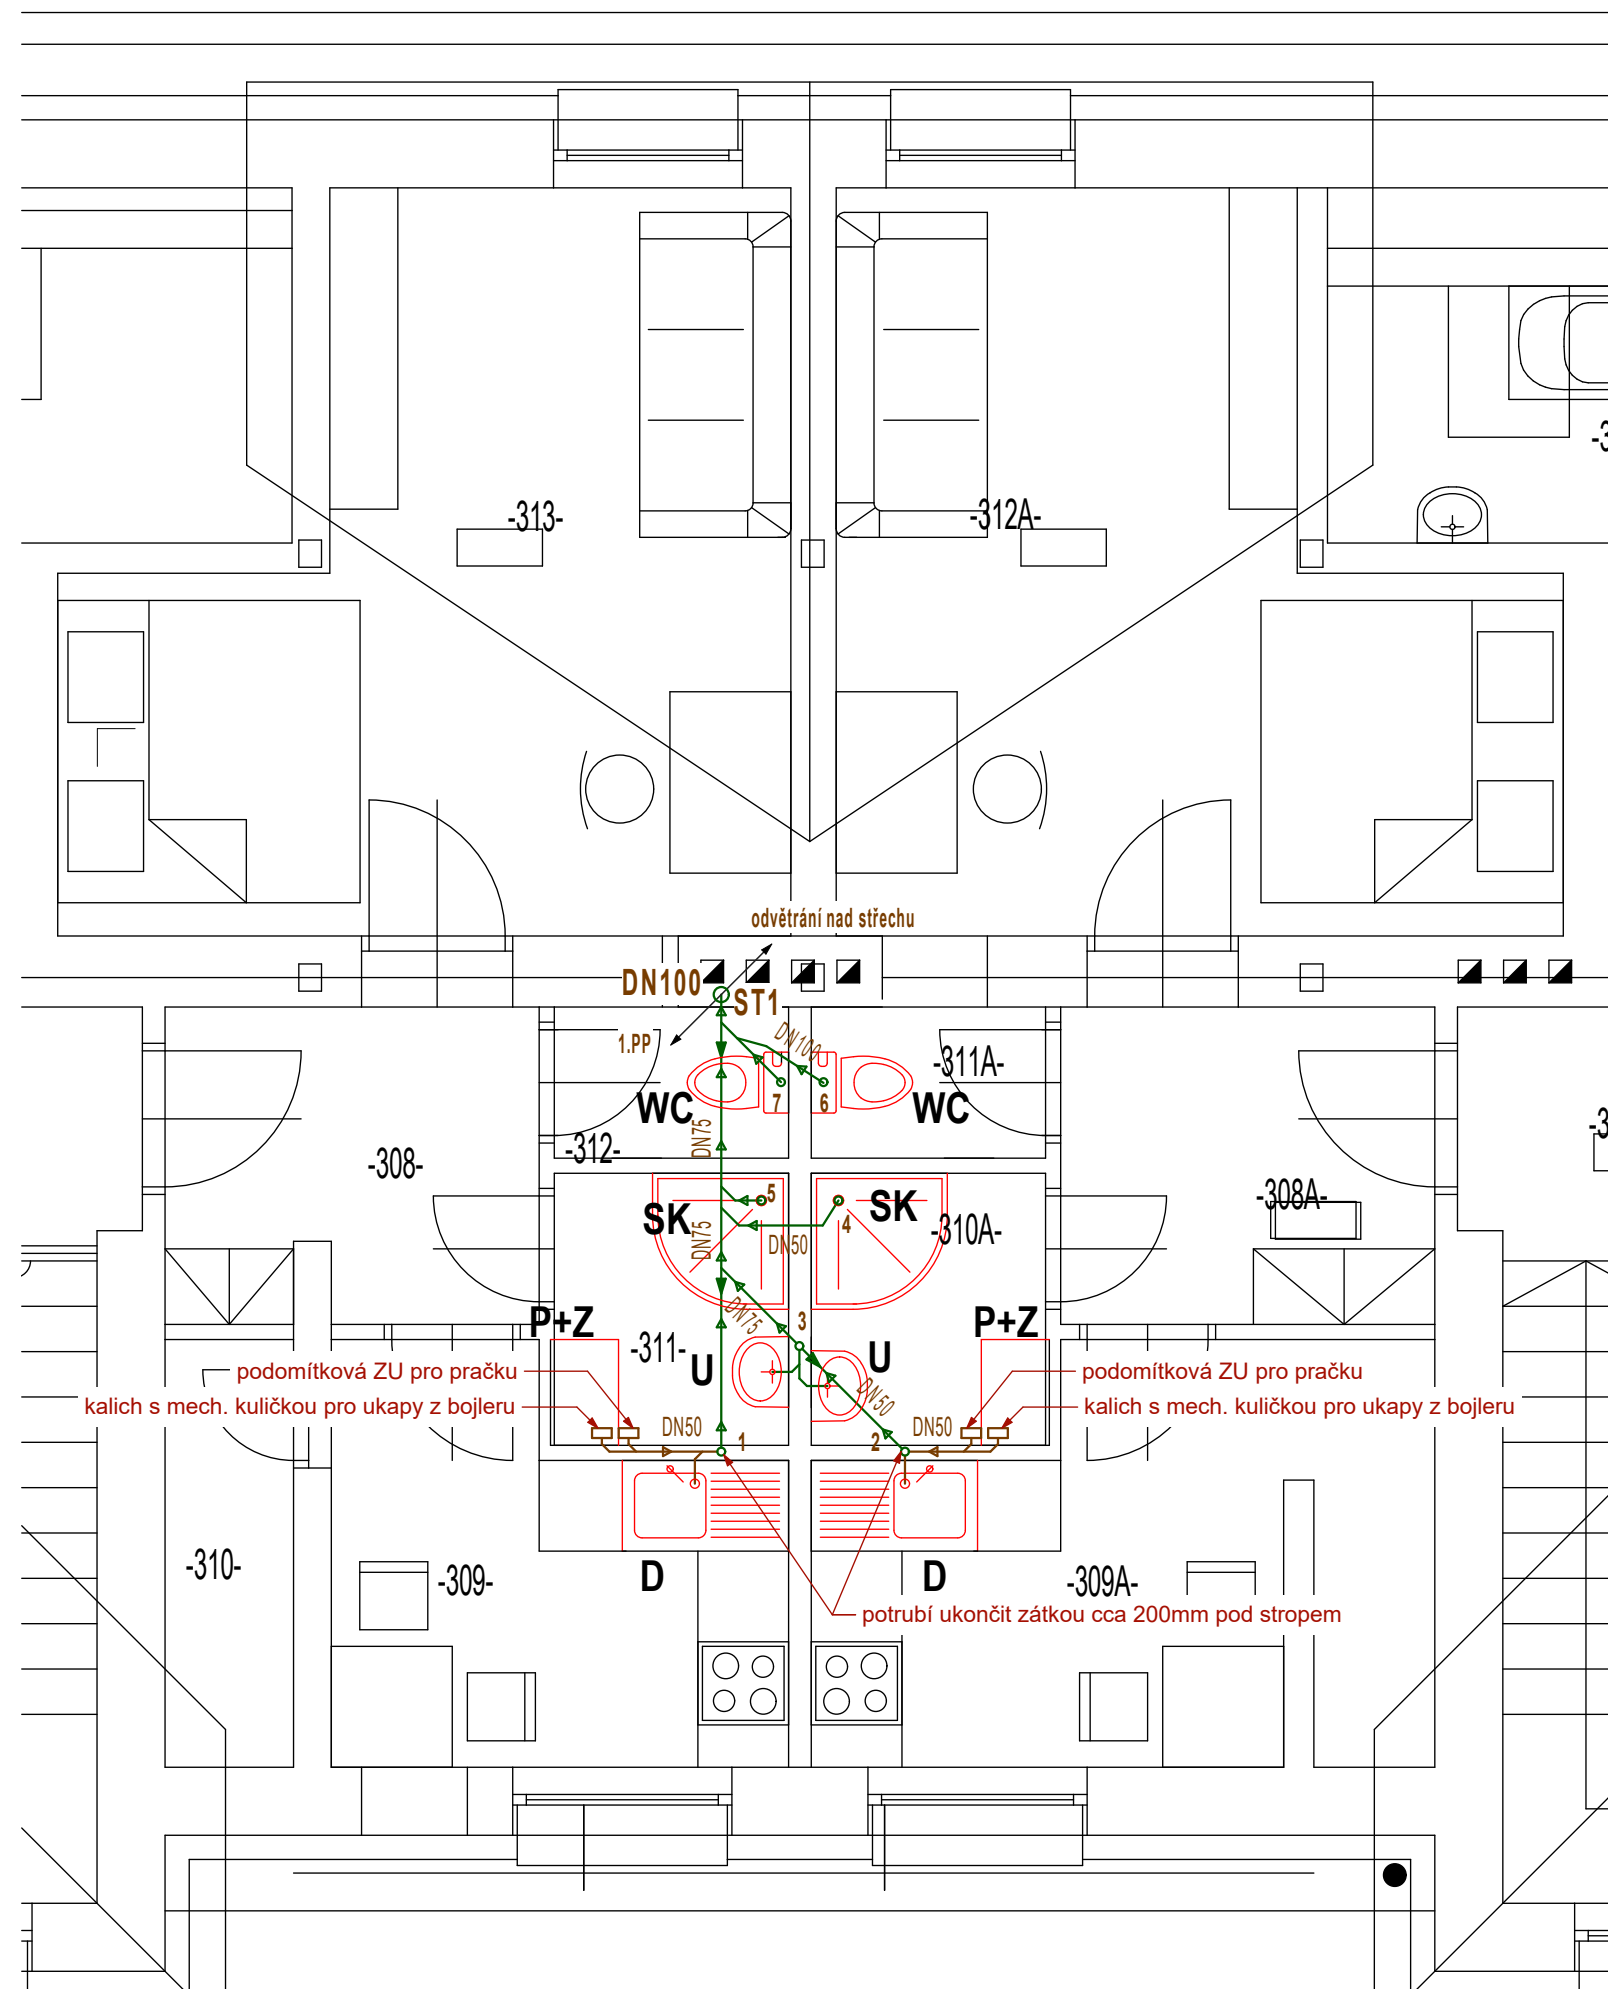 -313-
-312A-
odvětrání nad střechu
DN100
ST1
1.PP
DN100
-311A-
7
6
WC
WC
DN75
-312-
-308-
5
SK
4
SK
-308A-
-310A-
DN75
DN50
DN75
3
P+Z
P+Z
-311-
U
U
podomítková ZU pro pračku
podomítková ZU pro pračku
kalich s mech. kuličkou pro ukapy z bojleru
kalich s mech. kuličkou pro ukapy z bojleru
DN50
DN50
1
2
DN50
-310-
-309-
D
D
-309A-
potrubí ukončit zátkou cca 200mm pod stropem